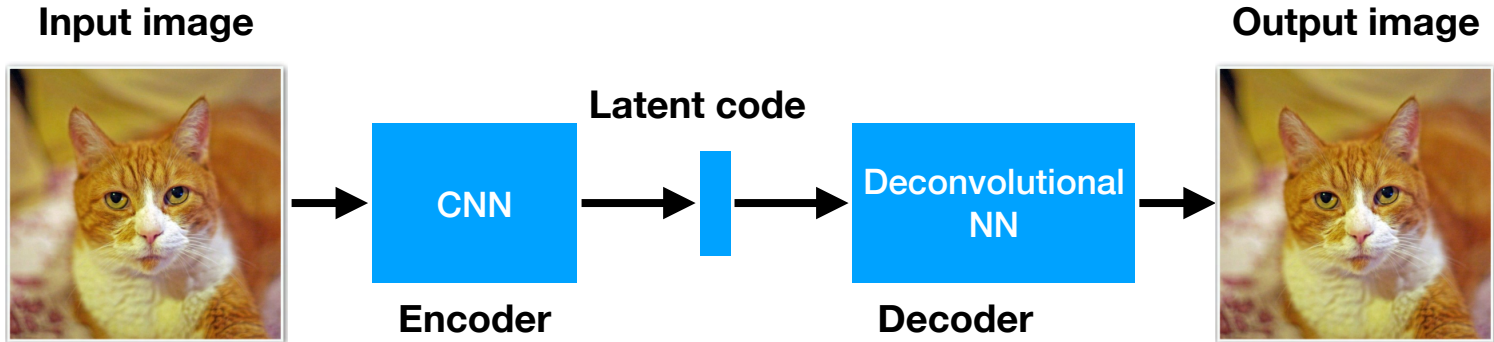 Input image
Output image
Latent code
CNN
Deconvolutional
NN
Encoder
Decoder